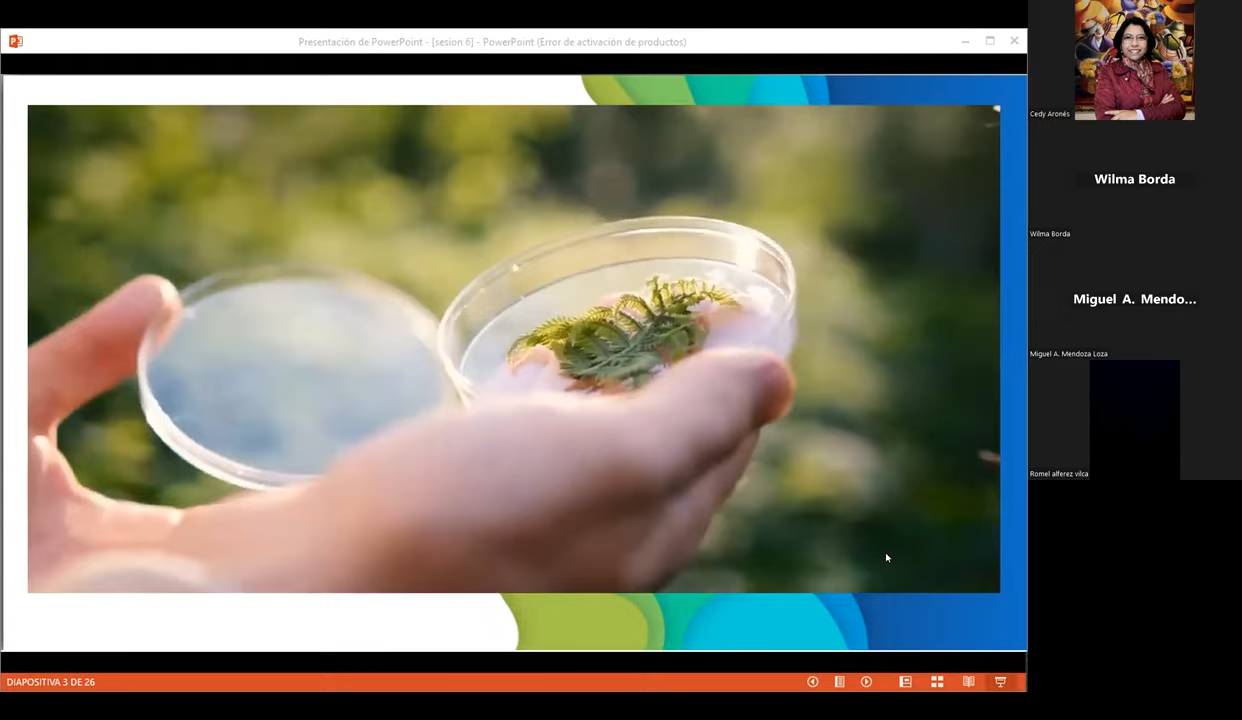 Presentación de PowerPoint - [sesion 6] - PowerPoint (Error de activación de productos)
Cedy Aronés
Wilma Borda
Wilma Borda
Miguel A. Mendo...
Miguel A. Mendoza Loza
Romel alferez vilca
DIAPOSITIVA 3 DE 26